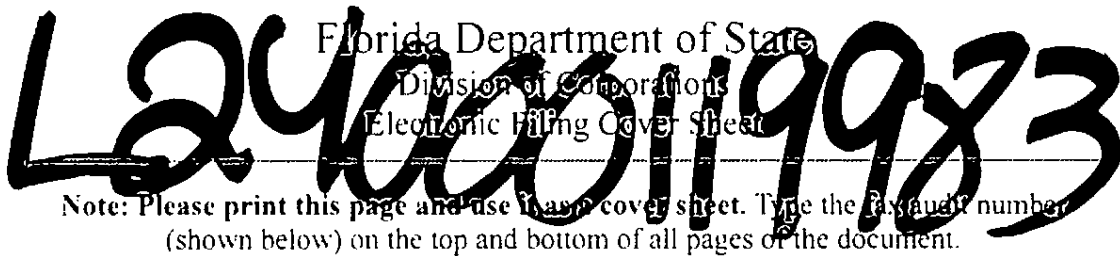 L24000119983
Florida Department of State
Division of Corporations
Electronic Filing Cover Sheet
Note: Please print this page and use it as a cover sheet. Type the fax audit number
(shown below) on the top and bottom of all pages of the document.